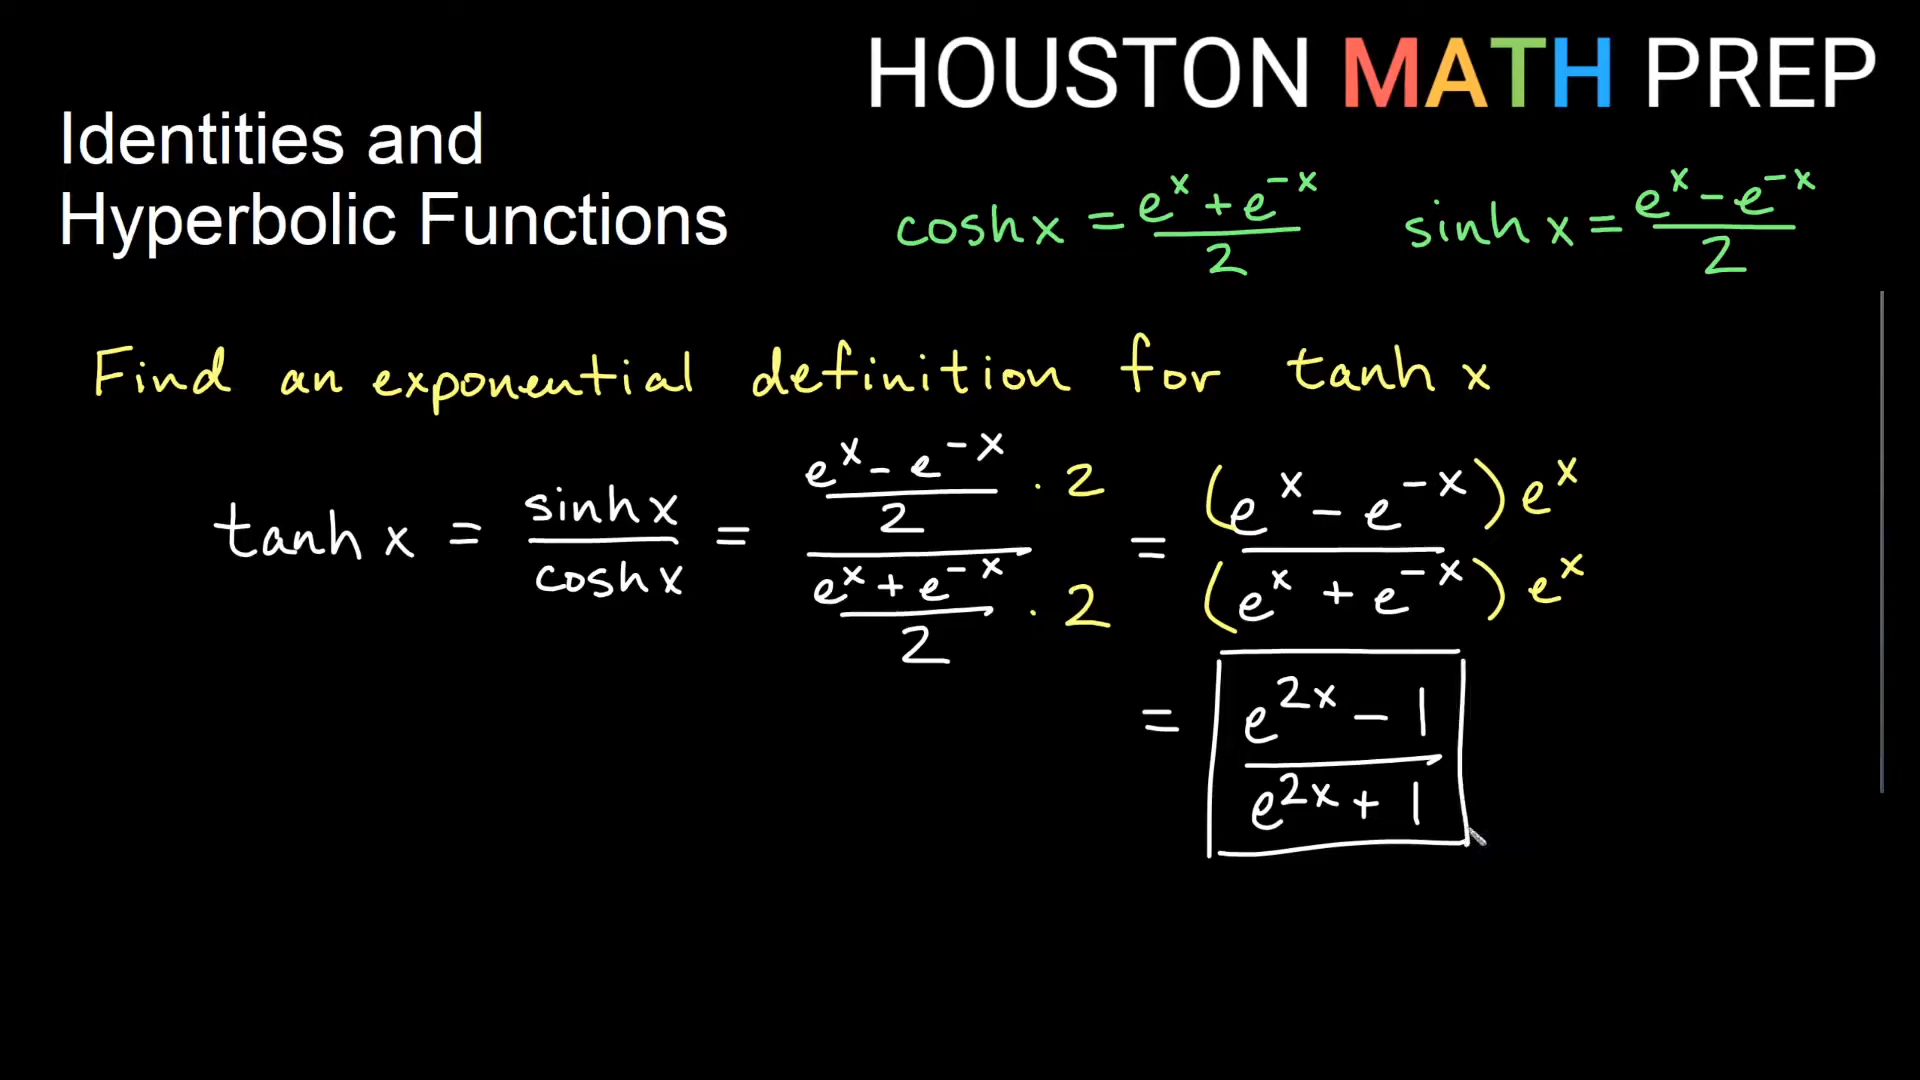 HOUSTON MATH PREP
Identities and
Hyperbolic Functions
cosh x = (e^x + e^-x)/2    sinh x = (e^x - e^-x)/2
Find an exponential definition for tanh x
tanh x = sinh x / cosh x = ((e^x - e^-x)/2 · 2) / ((e^x + e^-x)/2 · 2) = ((e^x - e^-x) e^x) / ((e^x + e^-x) e^x)
= (e^2x - 1)/(e^2x + 1)